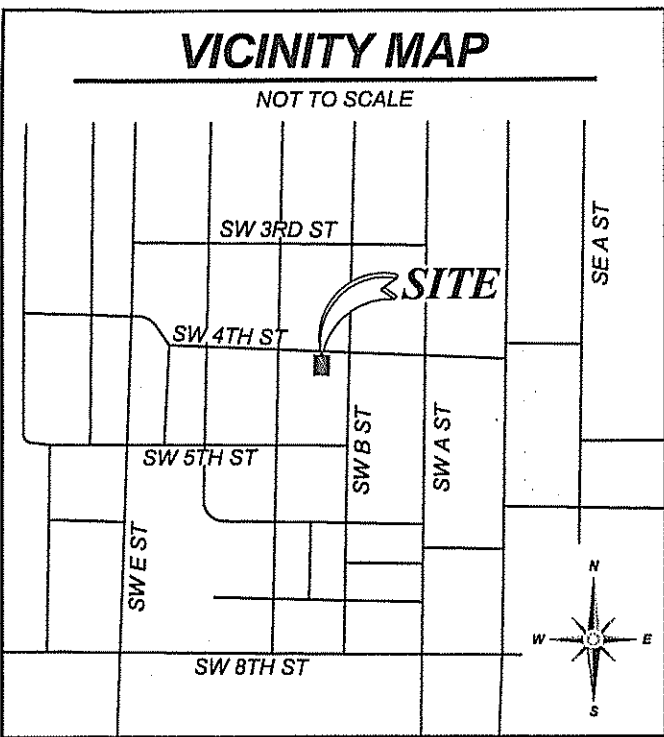 VICINITY MAP
NOT TO SCALE
SW 3RD ST
SE A ST
SITE
SW 4TH ST
SW B ST
SW A ST
SW 5TH ST
SW E ST
N
W
E
S
SW 8TH ST